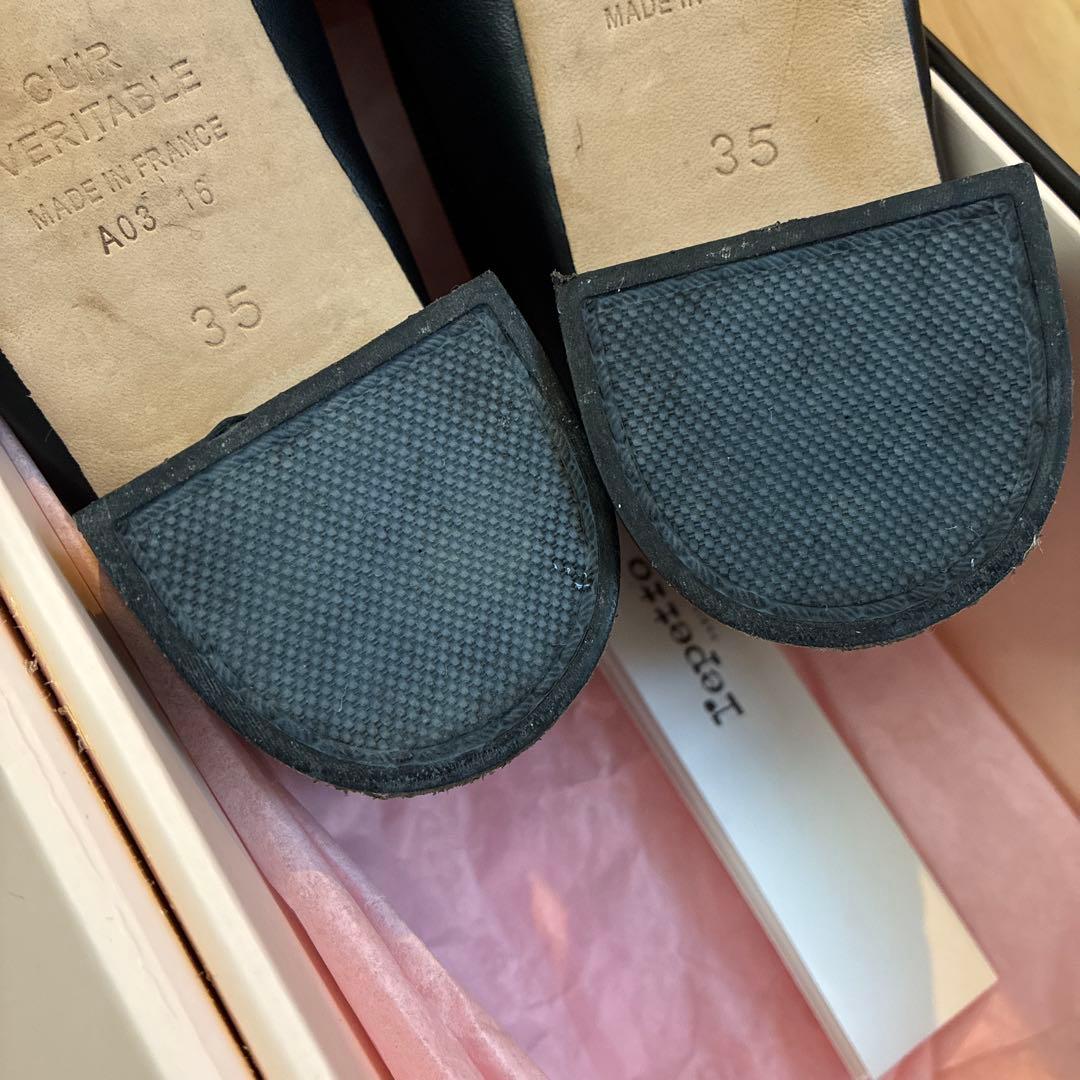 CUIR
VERITABLE
MADE IN FRANCE
A03 16
35
MADE IN
35
repetto